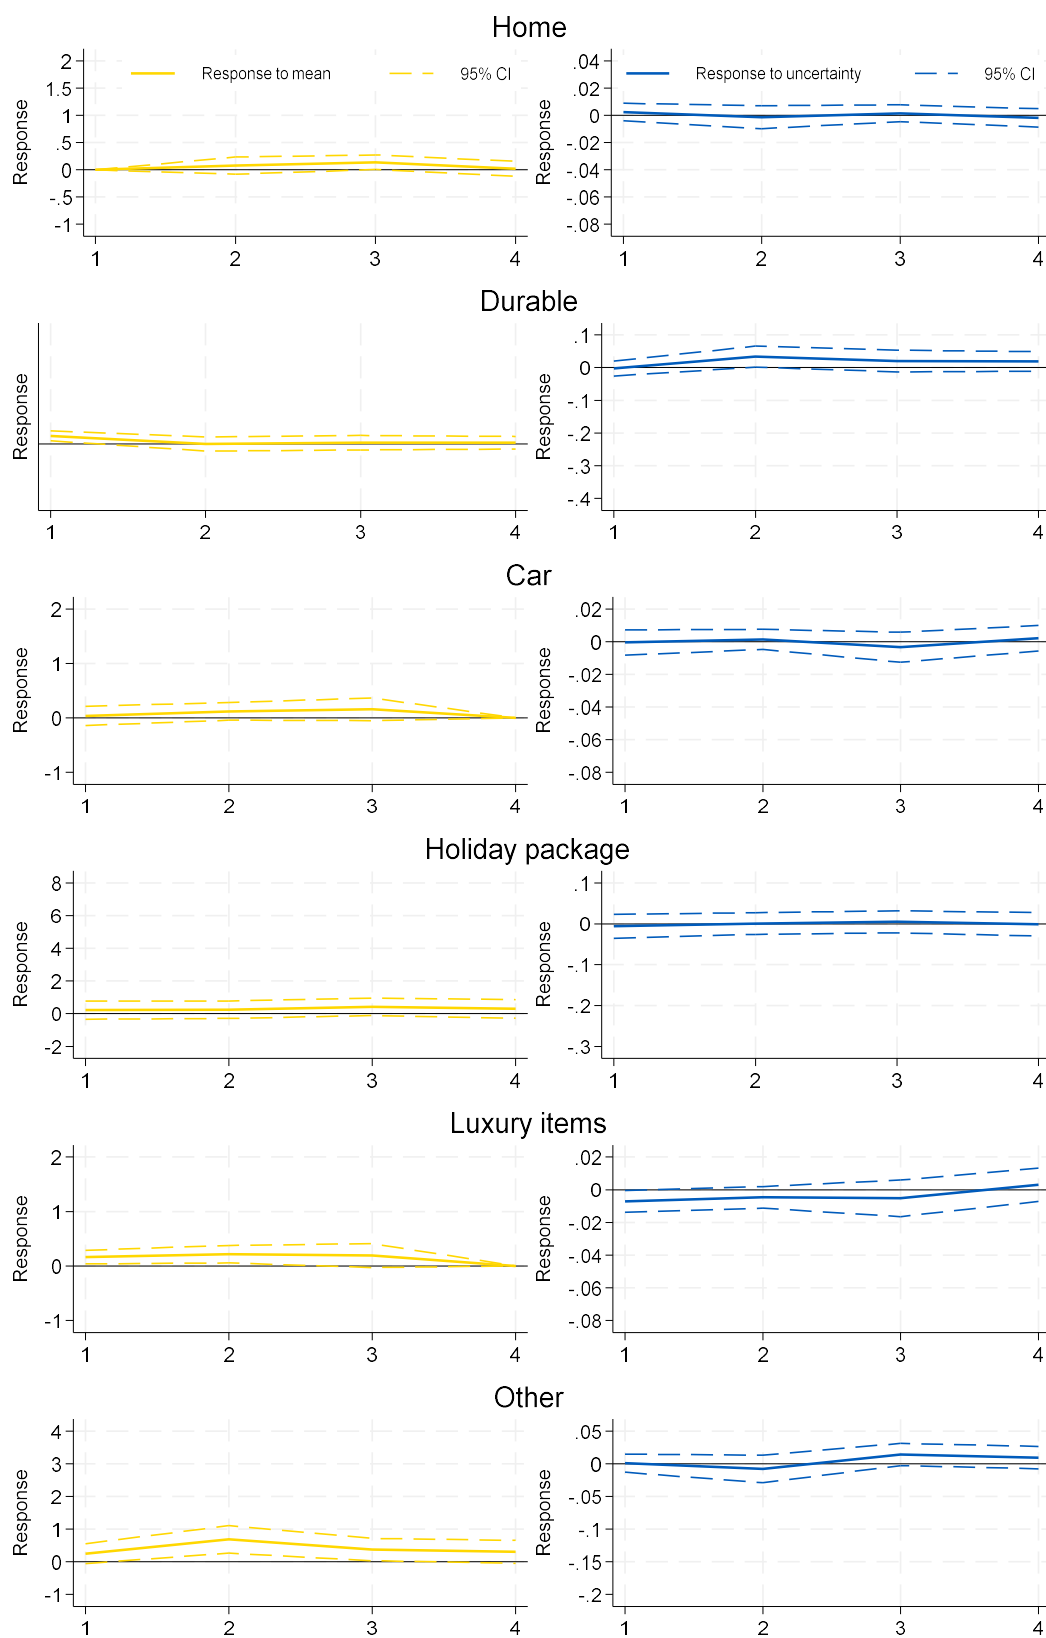 Home
2
1.5
1
.5
0
-.5
-1
Response
Response to mean
95% CI
1 2 3 4
.04
.02
0
-.02
-.04
-.06
-.08
Response
Response to uncertainty
95% CI
1 2 3 4
Durable
Response
1 2 3 4
.1
0
-.1
-.2
-.3
-.4
Response
1 2 3 4
Car
2
1
0
-1
Response
1 2 3 4
.02
0
-.02
-.04
-.06
-.08
Response
1 2 3 4
Holiday package
8
6
4
2
0
-2
Response
1 2 3 4
.1
0
-.1
-.2
-.3
Response
1 2 3 4
Luxury items
2
1
0
-1
Response
1 2 3 4
.02
0
-.02
-.04
-.06
-.08
Response
1 2 3 4
Other
4
3
2
1
0
-1
Response
1 2 3 4
.05
0
-.05
-.1
-.15
-.2
Response
1 2 3 4